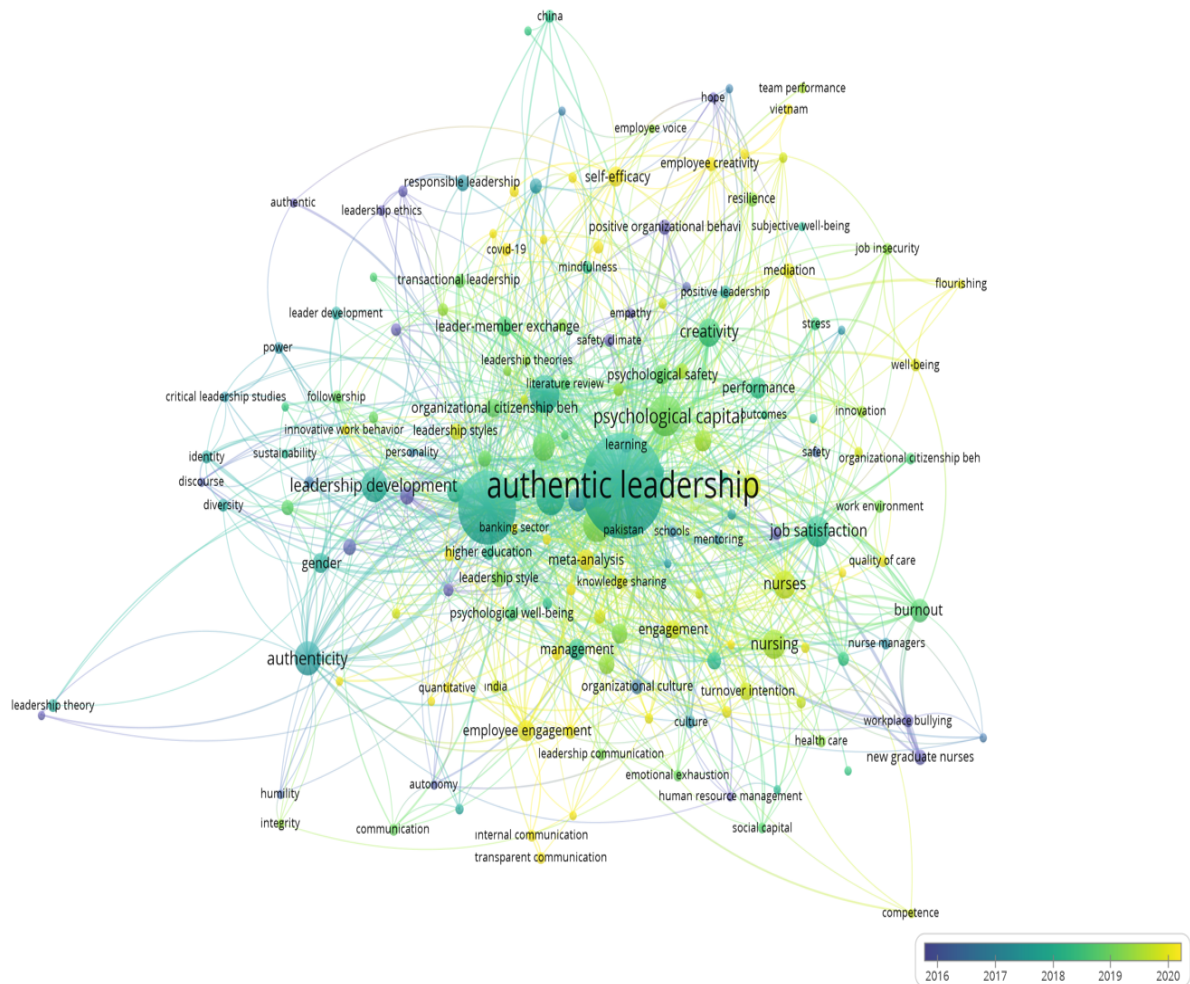 china
hope
team performance
vietnam
employee voice
employee creativity
self-efficacy
responsible leadership
authentic
leadership ethics
resilience
positive organizational behavi
subjective well-being
job insecurity
covid-19
mindfulness
mediation
transactional leadership
flourishing
positive leadership
leader development
empathy
leader-member exchange
creativity
stress
safety climate
power
leadership theories
well-being
psychological safety
literature review
performance
critical leadership studies
followership
organizational citizenship beh
psychological capital
outcomes
innovation
innovative work behavior
leadership styles
learning
identity
sustainability
personality
safety
organizational citizenship beh
discourse
leadership development
authentic leadership
diversity
work environment
banking sector
pakistan
schools
job satisfaction
mentoring
higher education
gender
meta-analysis
quality of care
leadership style
knowledge sharing
nurses
psychological well-being
burnout
engagement
management
nursing
nurse managers
authenticity
quantitative
india
organizational culture
turnover intention
leadership theory
culture
workplace bullying
employee engagement
health care
leadership communication
new graduate nurses
emotional exhaustion
autonomy
humility
human resource management
integrity
communication
social capital
internal communication
transparent communication
competence
2016 2017 2018 2019 2020